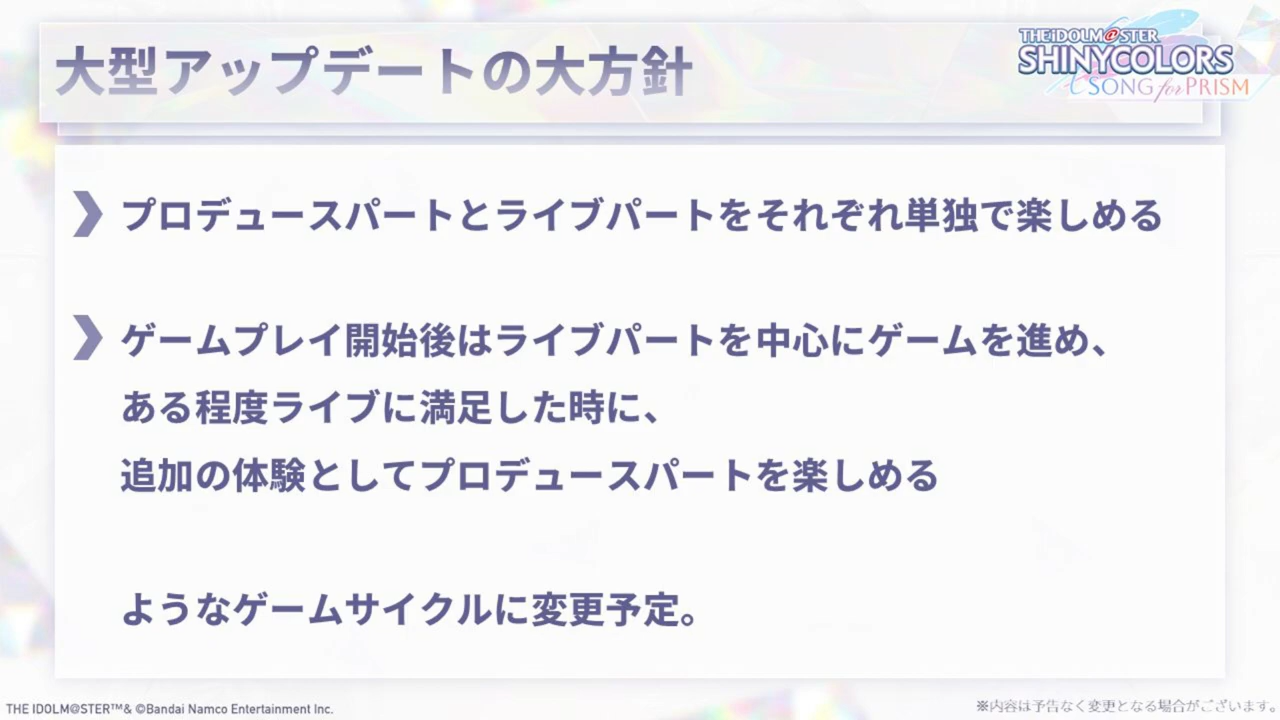 大型アップデートの大方針
THE IDOLM@STER
SHINYCOLORS
SONG for PRISM
プロデュースパートとライブパートをそれぞれ単独で楽しめる
ゲームプレイ開始後はライブパートを中心にゲームを進め、
ある程度ライブに満足した時に、
追加の体験としてプロデュースパートを楽しめる
ようなゲームサイクルに変更予定。
THE IDOLM@STER™& ©Bandai Namco Entertainment Inc.
※内容は予告なく変更となる場合がございます。